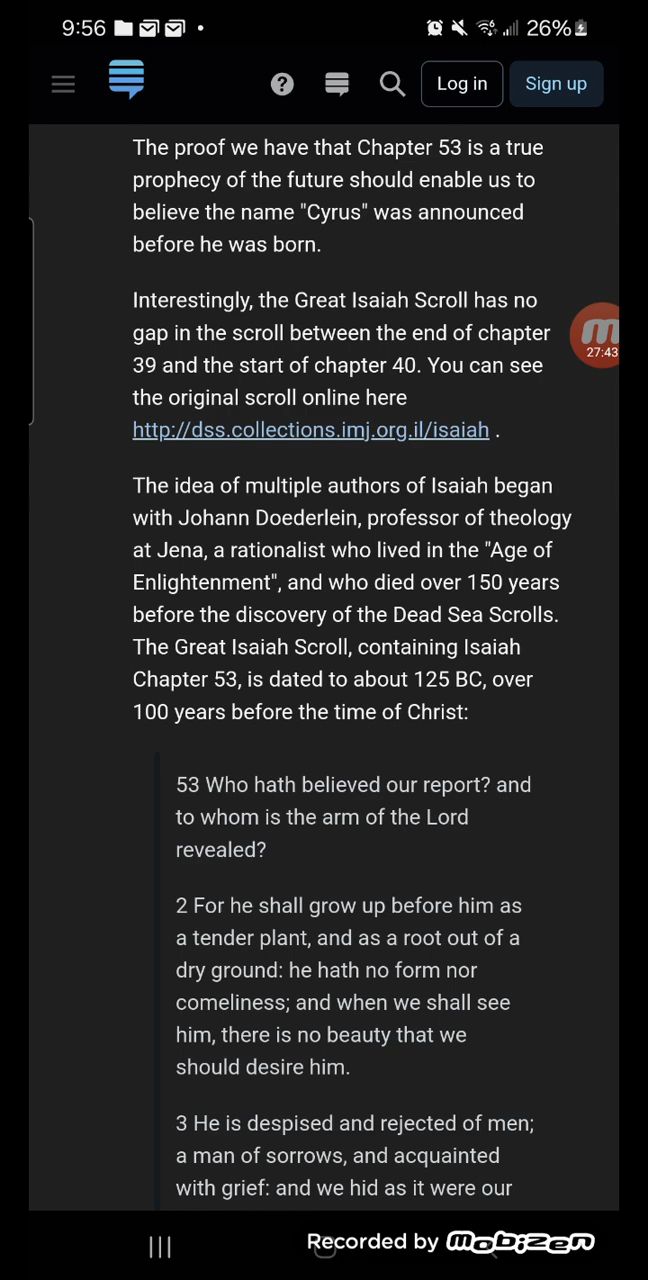 9:56
26%
Log in
Sign up
The proof we have that Chapter 53 is a true
prophecy of the future should enable us to
believe the name "Cyrus" was announced
before he was born.
Interestingly, the Great Isaiah Scroll has no
gap in the scroll between the end of chapter
39 and the start of chapter 40. You can see
the original scroll online here
http://dss.collections.imj.org.il/isaiah .
27:43
The idea of multiple authors of Isaiah began
with Johann Doederlein, professor of theology
at Jena, a rationalist who lived in the "Age of
Enlightenment", and who died over 150 years
before the discovery of the Dead Sea Scrolls.
The Great Isaiah Scroll, containing Isaiah
Chapter 53, is dated to about 125 BC, over
100 years before the time of Christ:
53 Who hath believed our report? and
to whom is the arm of the Lord
revealed?
2 For he shall grow up before him as
a tender plant, and as a root out of a
dry ground: he hath no form nor
comeliness; and when we shall see
him, there is no beauty that we
should desire him.
3 He is despised and rejected of men;
a man of sorrows, and acquainted
with grief: and we hid as it were our
Recorded by mobizen